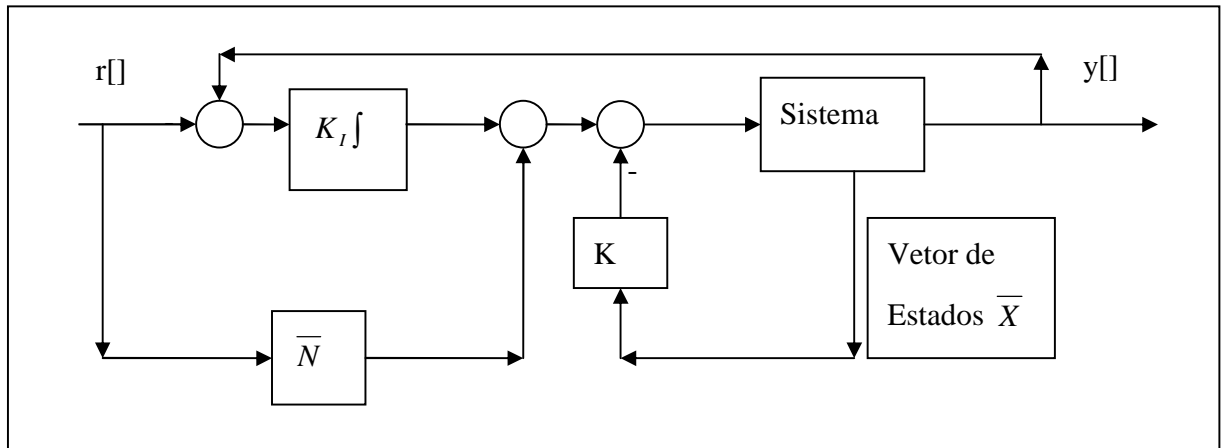 r[]
y[]
K_I ∫
Sistema
-
K
Vetor de
Estados X̅
N̅